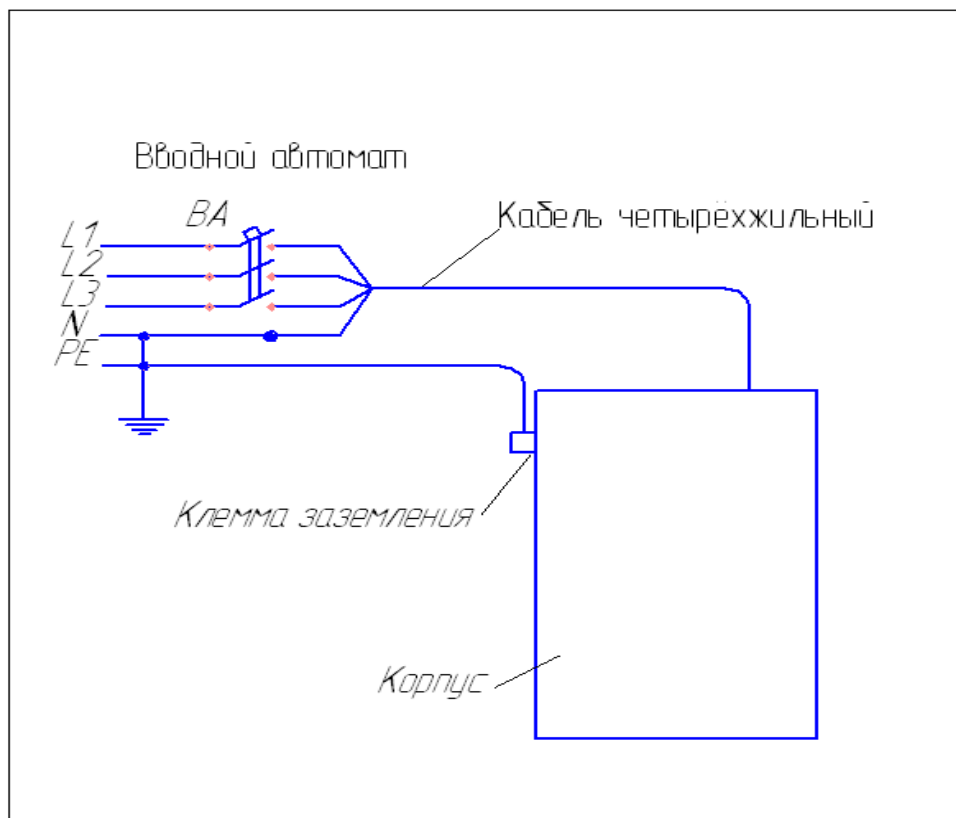 Вводной автомат
ВА
Кабель четырёхжильный
L1
L2
L3
N
PE
Клемма заземления
Корпус